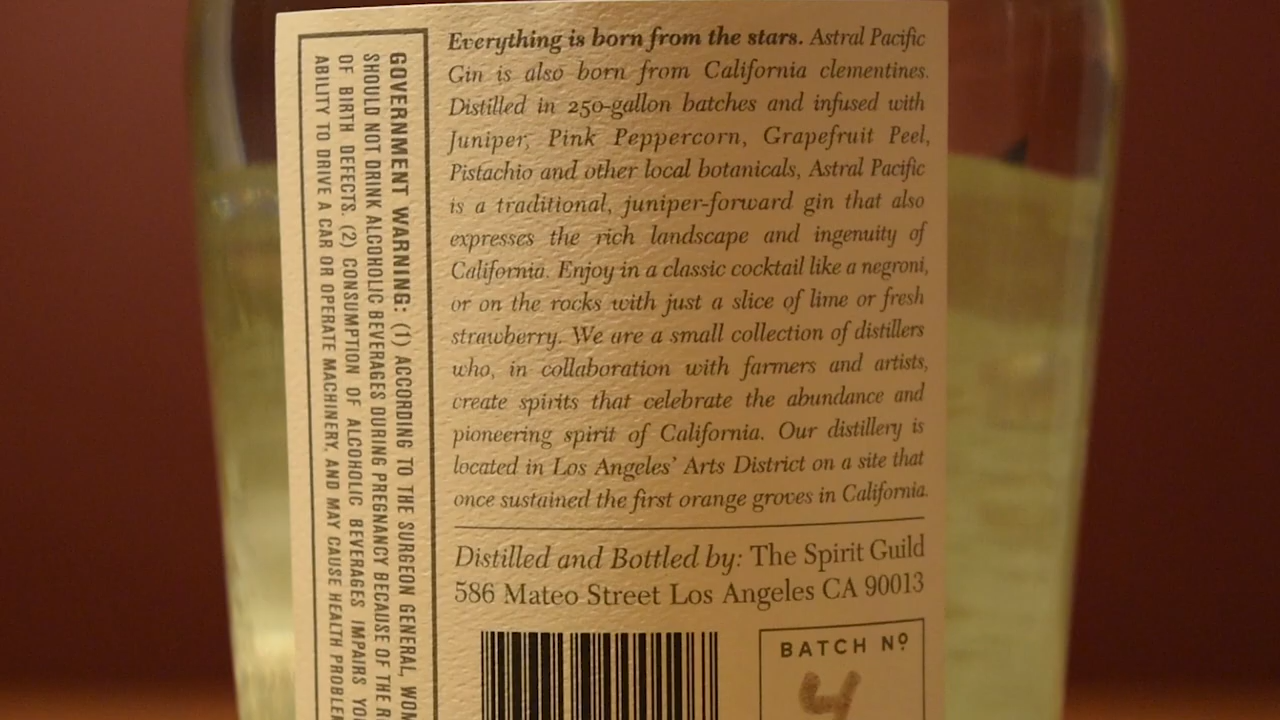 Everything is born from the stars. Astral Pacific
Gin is also born from California clementines.
Distilled in 250-gallon batches and infused with
Juniper, Pink Peppercorn, Grapefruit Peel,
Pistachio and other local botanicals, Astral Pacific
is a traditional, juniper-forward gin that also
expresses the rich landscape and ingenuity of
California. Enjoy in a classic cocktail like a negroni,
or on the rocks with just a slice of lime or fresh
strawberry. We are a small collection of distillers
who, in collaboration with farmers and artists,
create spirits that celebrate the abundance and
pioneering spirit of California. Our distillery is
located in Los Angeles' Arts District on a site that
once sustained the first orange groves in California.
Distilled and Bottled by: The Spirit Guild
586 Mateo Street Los Angeles CA 90013
BATCH Nº
4
GOVERNMENT WARNING: (1) ACCORDING TO THE SURGEON GENERAL,
SHOULD NOT DRINK ALCOHOLIC BEVERAGES DURING PREGNANCY BECAUSE OF THE
OF BIRTH DEFECTS. (2) CONSUMPTION OF ALCOHOLIC BEVERAGES IMPAIRS
ABILITY TO DRIVE A CAR OR OPERATE MACHINERY, AND MAY CAUSE HEALTH